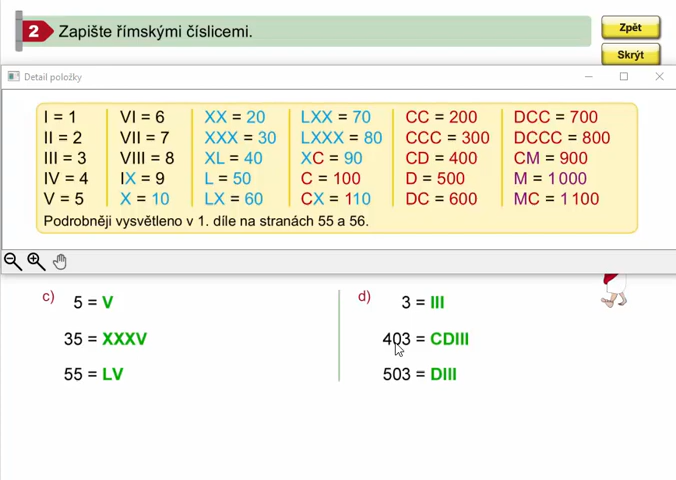 2 Zapište římskými číslicemi.
Zpět
Skrýt
Detail položky
I = 1 VI = 6 XX = 20 LXX = 70 CC = 200 DCC = 700
II = 2 VII = 7 XXX = 30 LXXX = 80 CCC = 300 DCCC = 800
III = 3 VIII = 8 XL = 40 XC = 90 CD = 400 CM = 900
IV = 4 IX = 9 L = 50 C = 100 D = 500 M = 1 000
V = 5 X = 10 LX = 60 CX = 110 DC = 600 MC = 1 100
Podrobněji vysvětleno v 1. díle na stranách 55 a 56.
c) 5 = V
35 = XXXV
55 = LV
d) 3 = III
403 = CDIII
503 = DIII